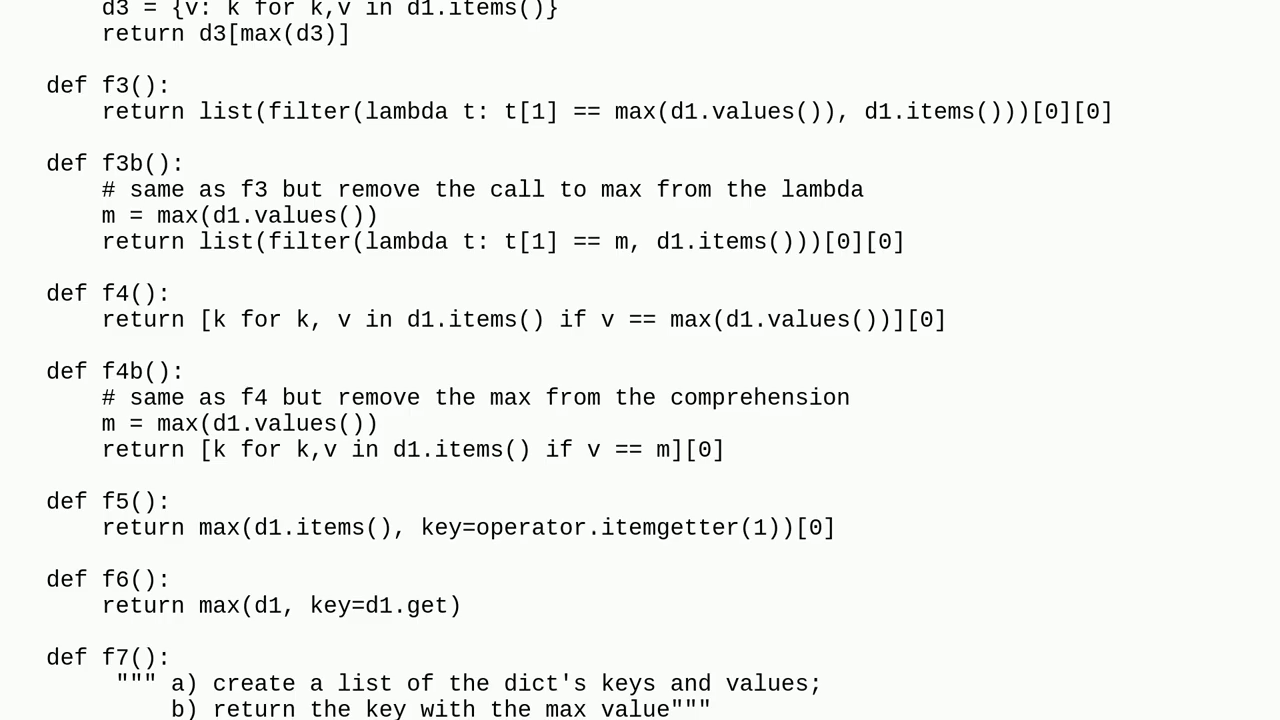 d3 = {v: k for k,v in d1.items()}
return d3[max(d3)]
def f3():
return list(filter(lambda t: t[1] == max(d1.values()), d1.items()))[0][0]
def f3b():
# same as f3 but remove the call to max from the lambda
m = max(d1.values())
return list(filter(lambda t: t[1] == m, d1.items()))[0][0]
def f4():
return [k for k, v in d1.items() if v == max(d1.values())][0]
def f4b():
# same as f4 but remove the max from the comprehension
m = max(d1.values())
return [k for k,v in d1.items() if v == m][0]
def f5():
return max(d1.items(), key=operator.itemgetter(1))[0]
def f6():
return max(d1, key=d1.get)
def f7():
""" a) create a list of the dict's keys and values;
b) return the key with the max value"""